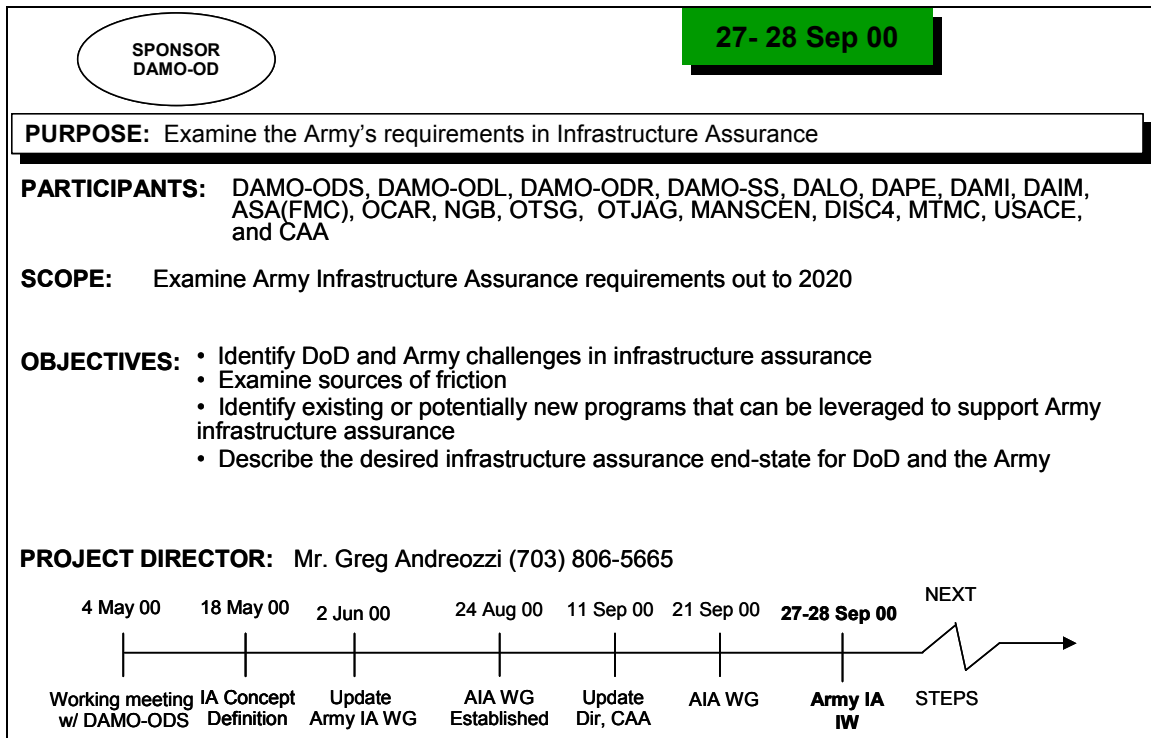 SPONSOR
DAMO-OD
27- 28 Sep 00
PURPOSE: Examine the Army's requirements in Infrastructure Assurance
PARTICIPANTS: DAMO-ODS, DAMO-ODL, DAMO-ODR, DAMO-SS, DALO, DAPE, DAMI, DAIM,
ASA(FMC), OCAR, NGB, OTSG, OTJAG, MANSCEN, DISC4, MTMC, USACE,
and CAA
SCOPE: Examine Army Infrastructure Assurance requirements out to 2020
OBJECTIVES: • Identify DoD and Army challenges in infrastructure assurance
• Examine sources of friction
• Identify existing or potentially new programs that can be leveraged to support Army
infrastructure assurance
• Describe the desired infrastructure assurance end-state for DoD and the Army
PROJECT DIRECTOR: Mr. Greg Andreozzi (703) 806-5665
4 May 00 18 May 00 2 Jun 00 24 Aug 00 11 Sep 00 21 Sep 00 27-28 Sep 00 NEXT
Working meeting IA Concept Update AIA WG Update AIA WG Army IA STEPS
w/ DAMO-ODS Definition Army IA WG Established Dir, CAA IW